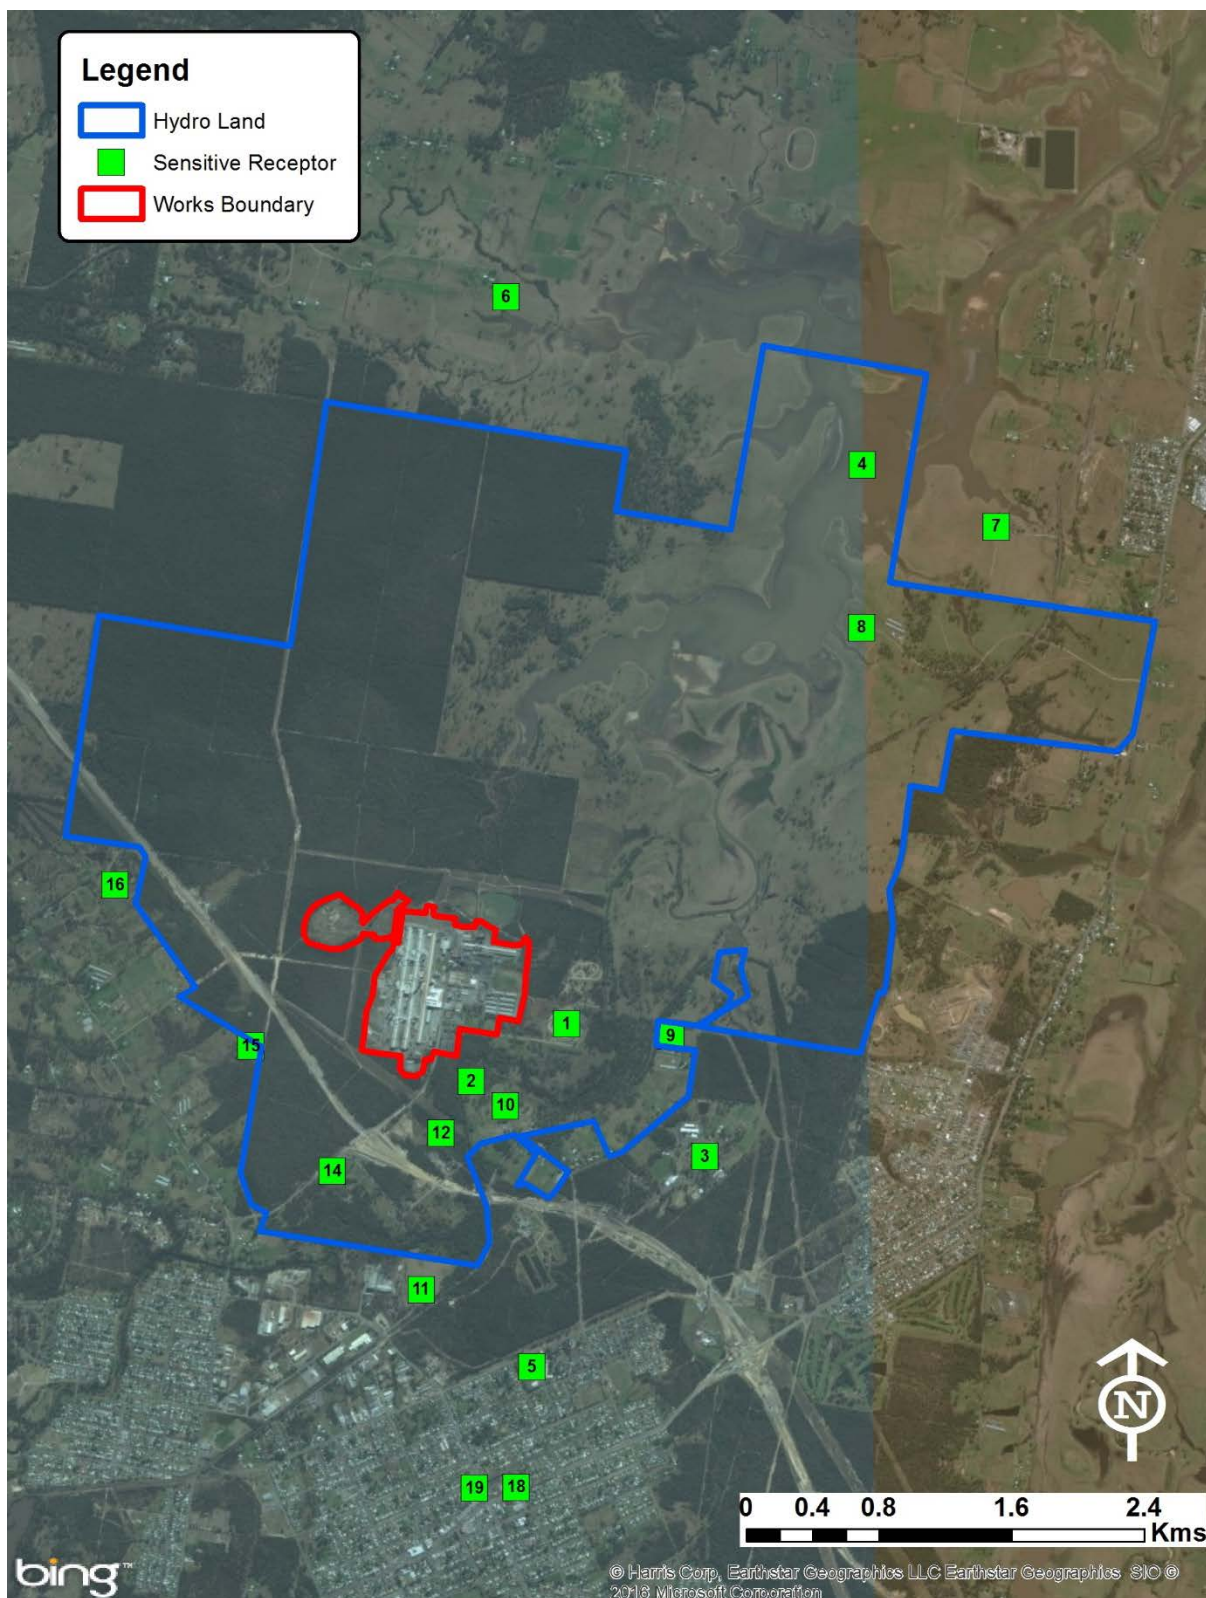 Legend
Hydro Land
Sensitive Receptor
Works Boundary
6
4
7
8
16
1
9
15
2
10
12
3
14
11
5
19
18
N
0 0.4 0.8 1.6 2.4
Kms
bing™
© Harris Corp, Earthstar Geographics LLC Earthstar Geographics SIO ©
2016 Microsoft Corporation